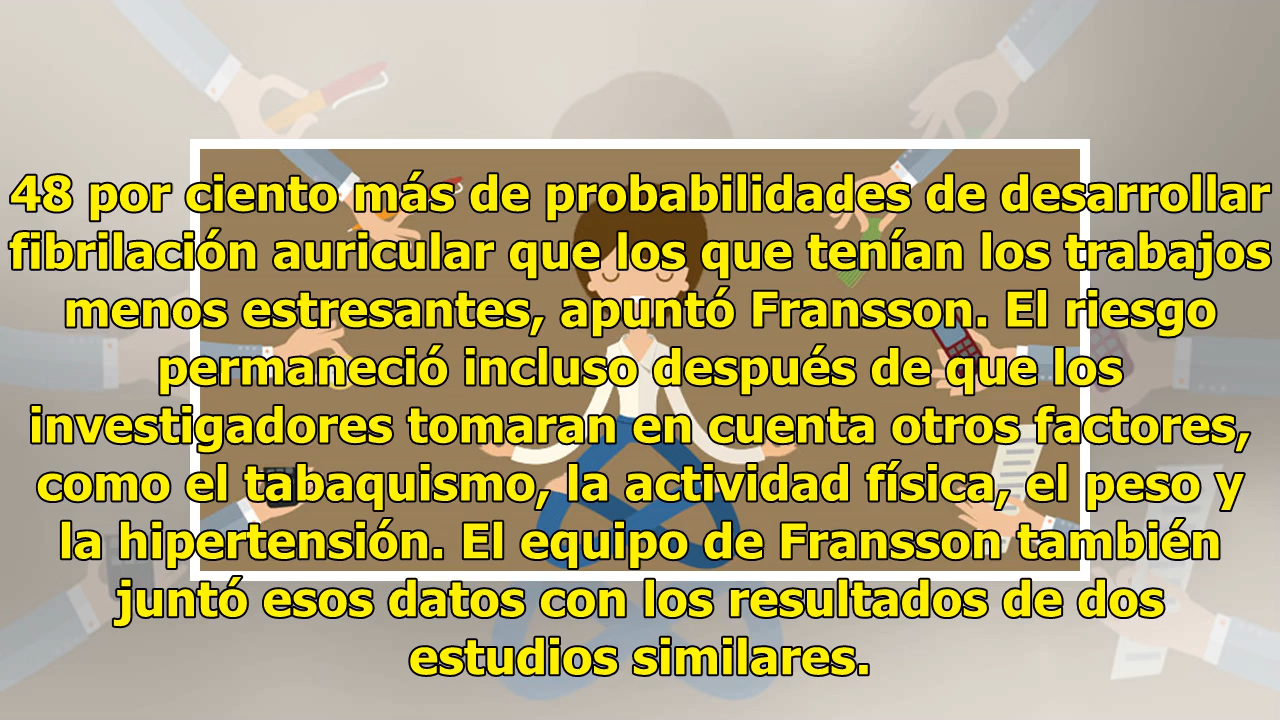 48 por ciento más de probabilidades de desarrollar
fibrilación auricular que los que tenían los trabajos
menos estresantes, apuntó Fransson. El riesgo
permaneció incluso después de que los
investigadores tomaran en cuenta otros factores,
como el tabaquismo, la actividad física, el peso y
la hipertensión. El equipo de Fransson también
juntó esos datos con los resultados de dos
estudios similares.